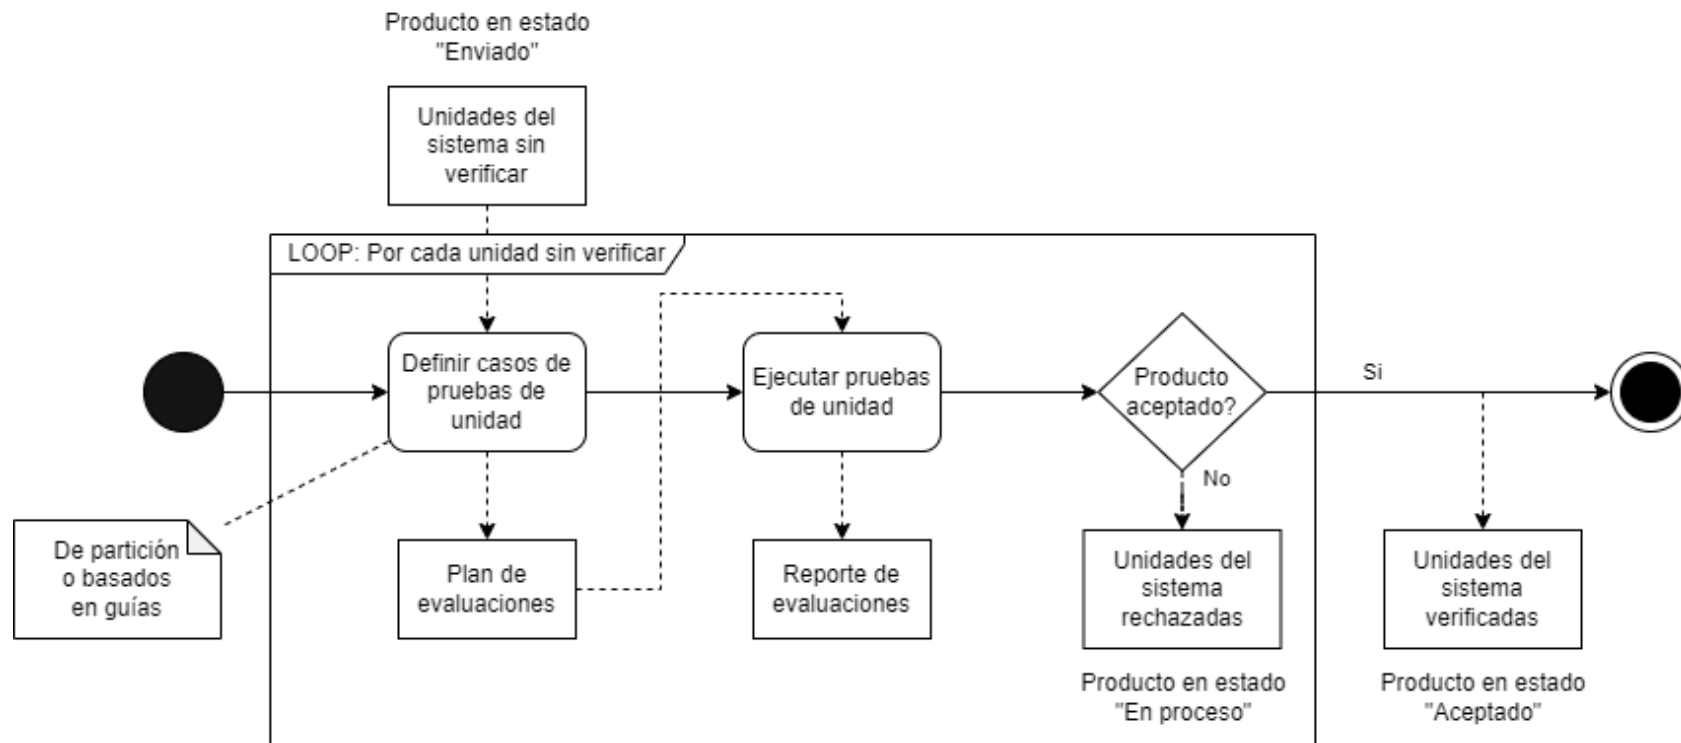 Producto en estado
"Enviado"
Unidades del
sistema sin
verificar
LOOP: Por cada unidad sin verificar
Definir casos de
pruebas de
unidad
Ejecutar pruebas
de unidad
Producto
aceptado?
Si
No
De partición
o basados
en guías
Plan de
evaluaciones
Reporte de
evaluaciones
Unidades del
sistema
rechazadas
Unidades del
sistema
verificadas
Producto en estado
"En proceso"
Producto en estado
"Aceptado"